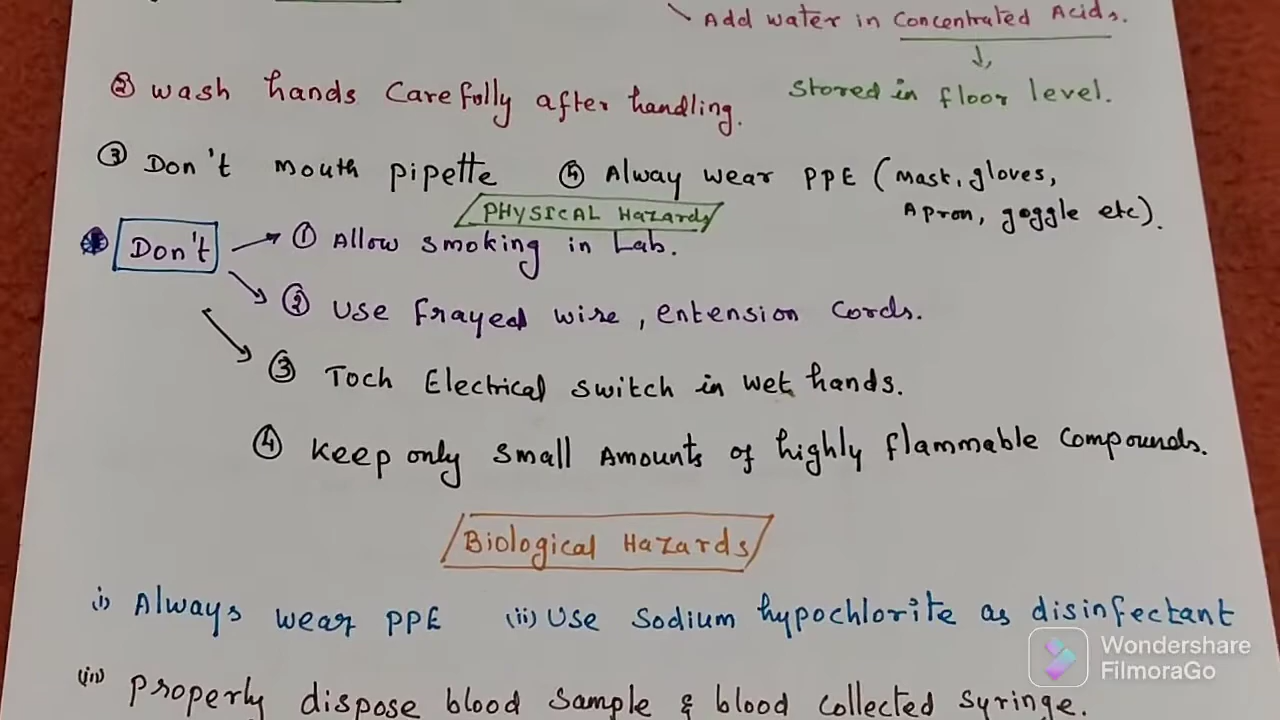 Add water in Concentrated Acids.
② wash hands Carefully after handling.
stored in floor level.
③ Don't mouth pipette ④ Alway wear PPE (mask, gloves,
Apron, goggle etc).
PHYSICAL Hazards
Don't ① Allow smoking in Lab.
② Use frayed wire, entension Cords.
③ Toch Electrical switch in wet hands.
④ Keep only small Amounts of highly flammable Compounds.
Biological Hazards
i) Always wear PPE (ii) Use Sodium hypochlorite as disinfectant
Wondershare
FilmoraGo
(iii) properly dispose blood sample & blood collected syringe.